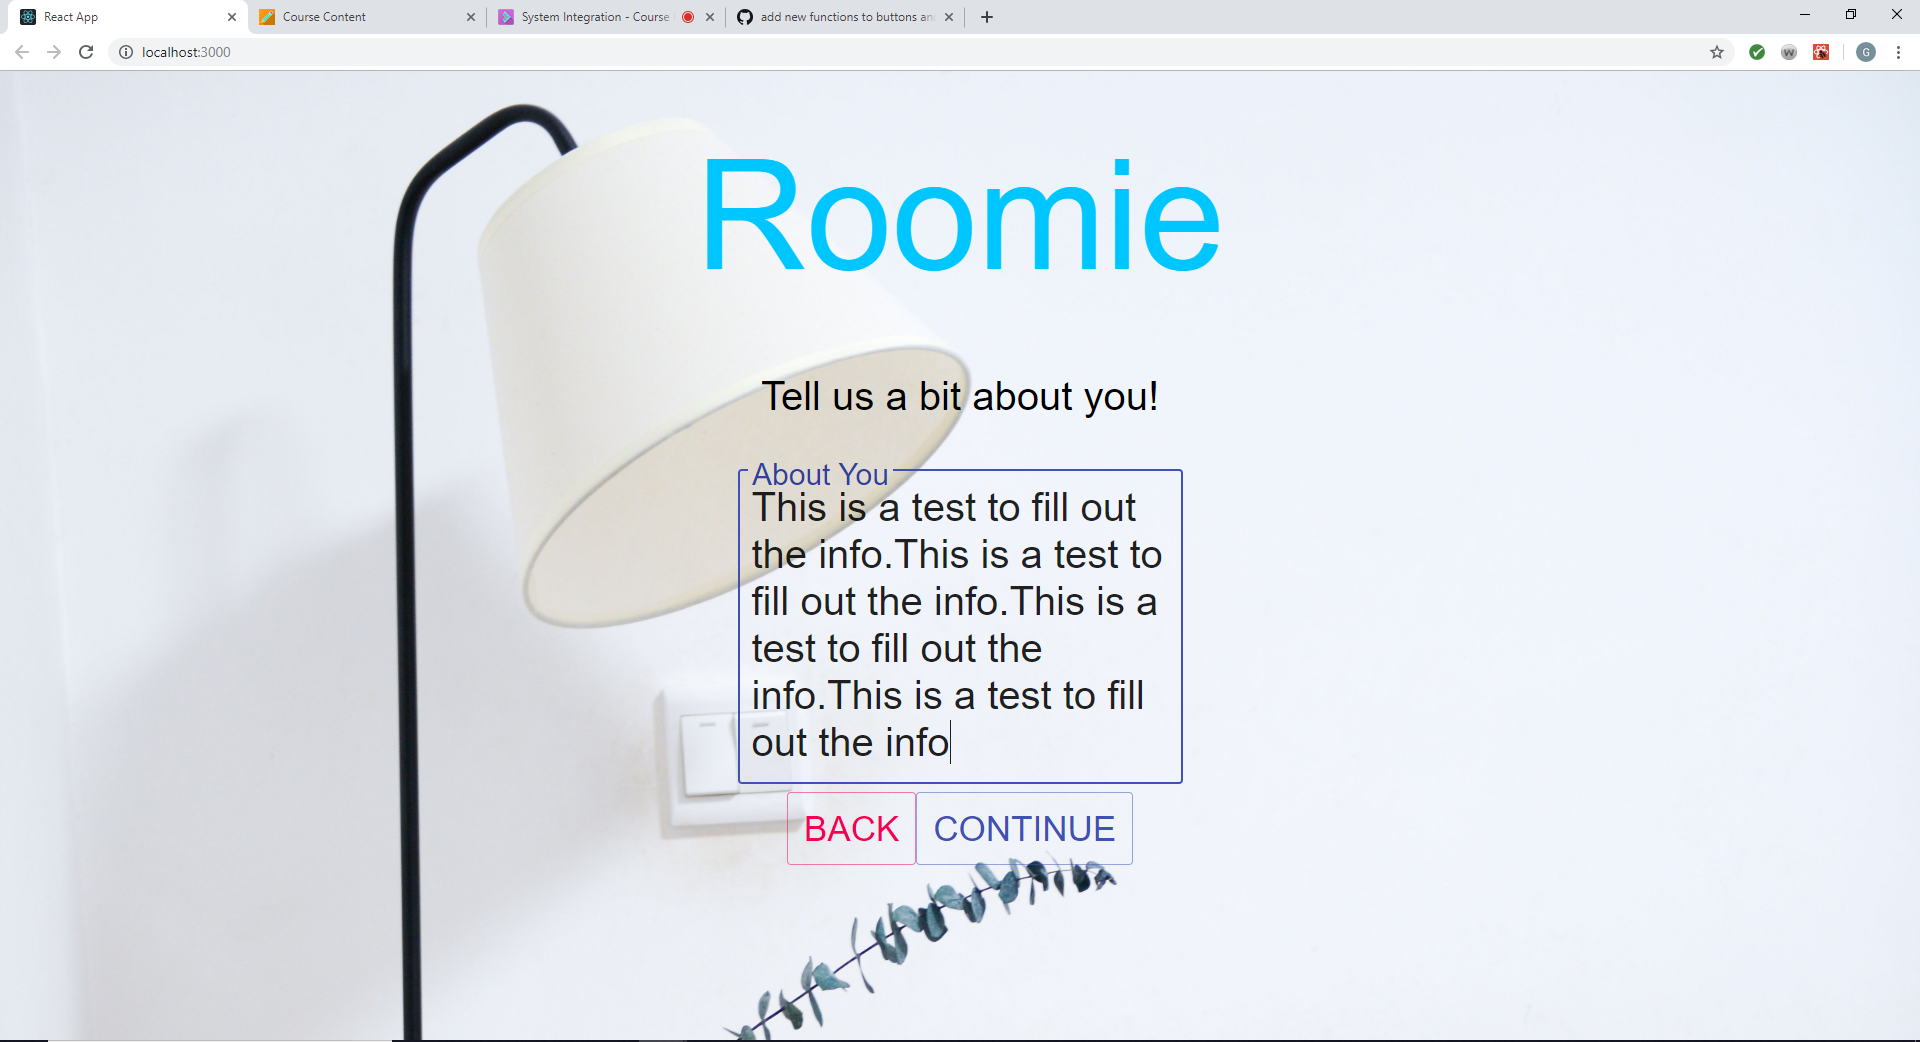 React App
Course Content
System Integration - Course
add new functions to buttons an
localhost:3000
W
G
Roomie
Tell us a bit about you!
About You
This is a test to fill out
the info.This is a test to
fill out the info.This is a
test to fill out the
info.This is a test to fill
out the info
BACK
CONTINUE